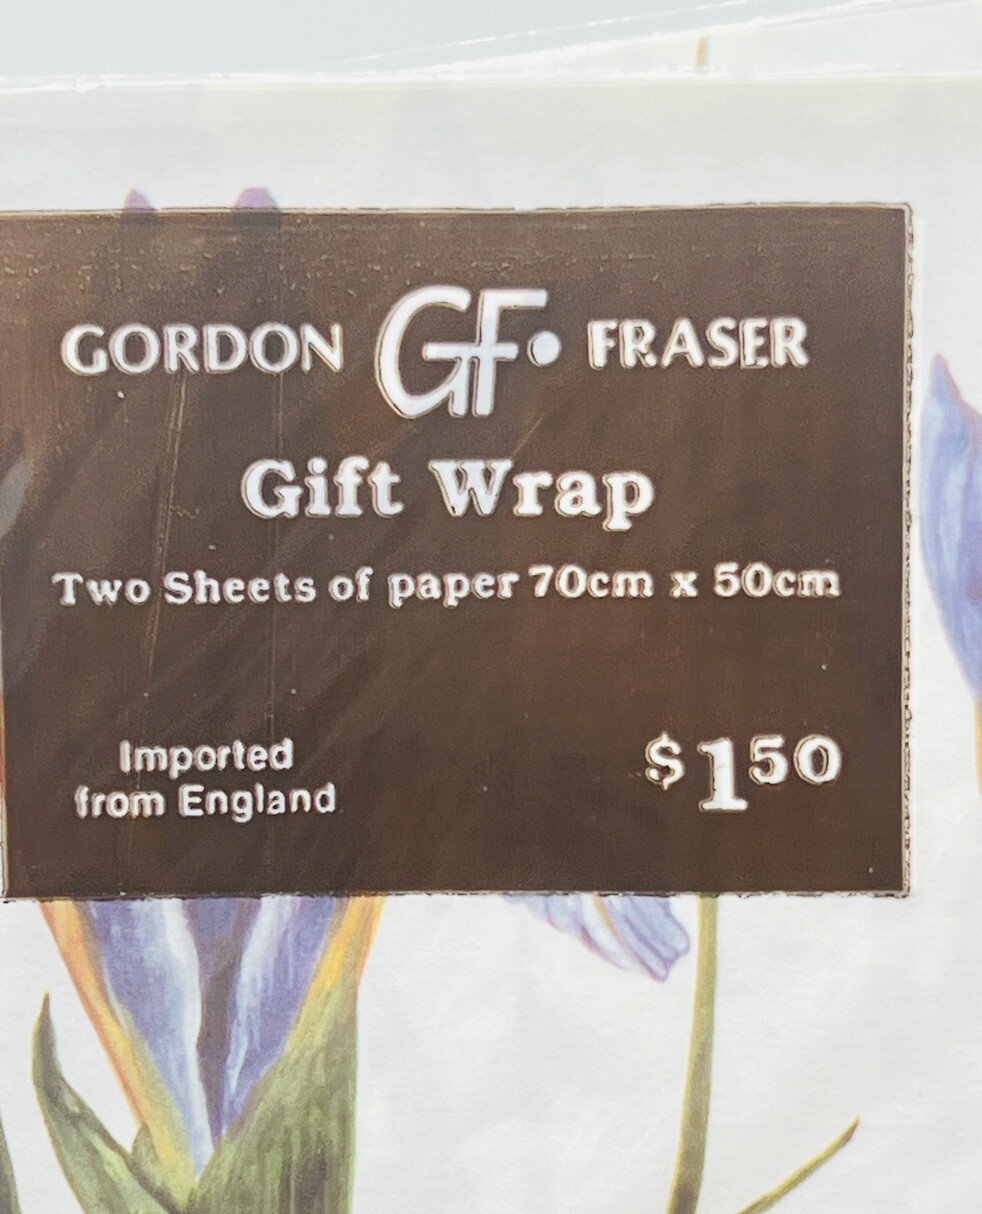 GORDON GF FRASER
Gift Wrap
Two Sheets of paper 70cm x 50cm
Imported
from England
$150